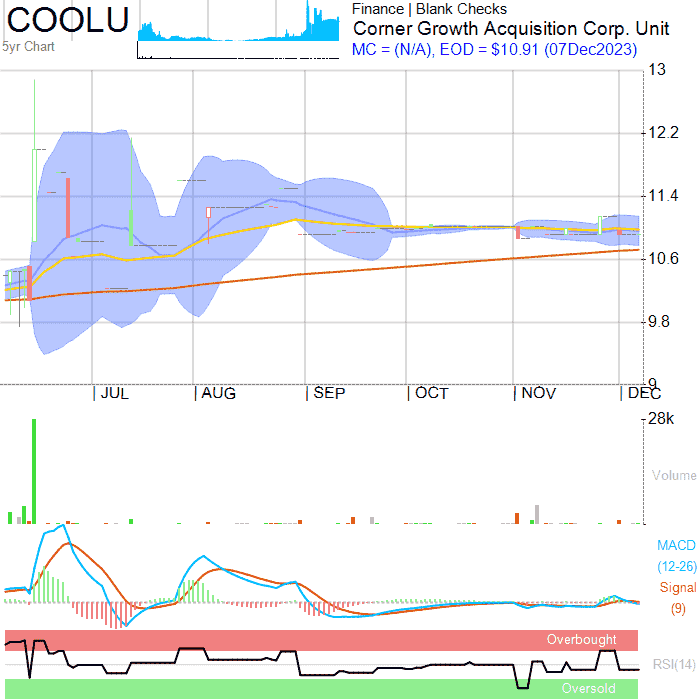 COOLU
5yr Chart
Finance | Blank Checks
Corner Growth Acquisition Corp. Unit
MC = (N/A), EOD = $10.91 (07Dec2023)
13
12.2
11.4
10.6
9.8
9
JUL
AUG
SEP
OCT
NOV
DEC
28k
Volume
MACD
(12-26)
Signal
(9)
Overbought
RSI(14)
Oversold